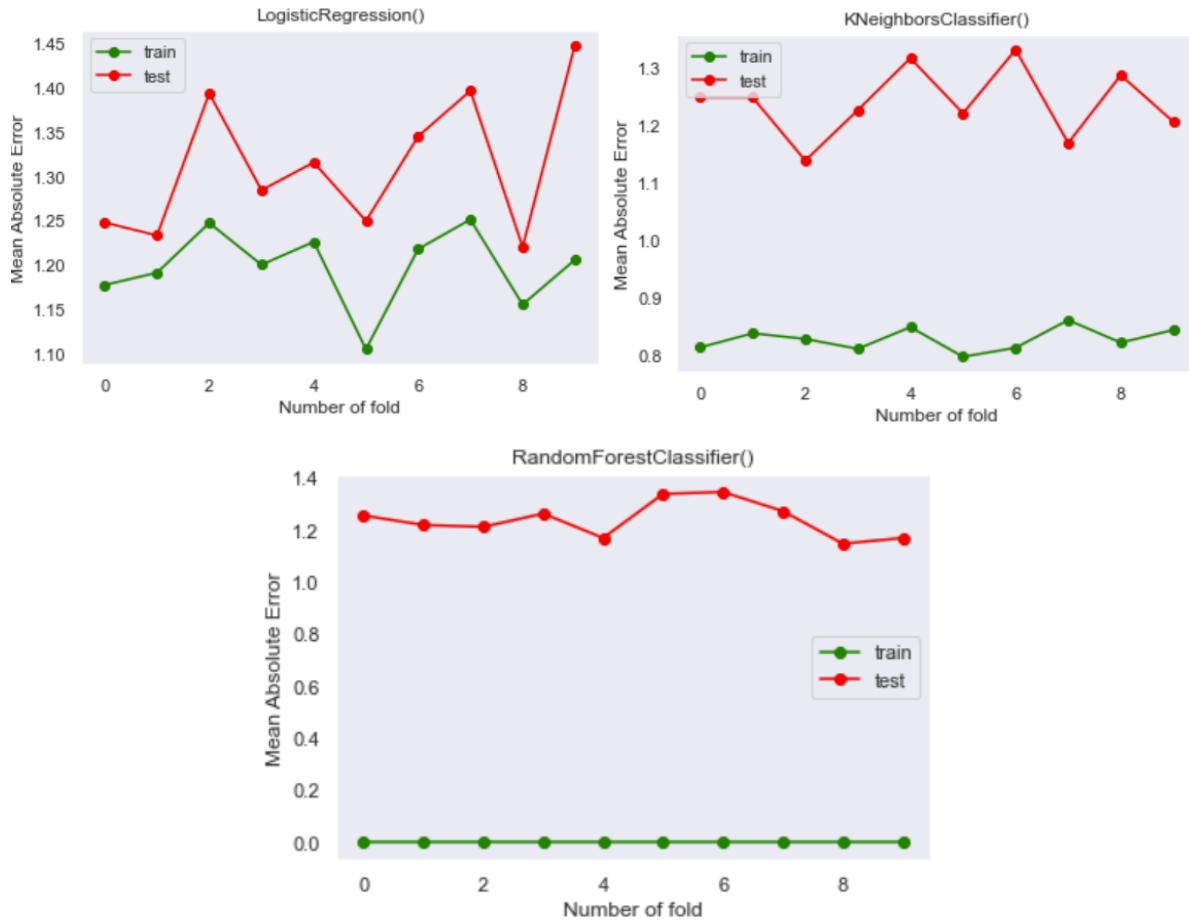 LogisticRegression()
train
test
1.45
1.40
1.35
1.30
1.25
1.20
1.15
1.10
Mean Absolute Error
0 2 4 6 8
Number of fold
KNeighborsClassifier()
train
test
1.3
1.2
1.1
1.0
0.9
0.8
Mean Absolute Error
0 2 4 6 8
Number of fold
RandomForestClassifier()
1.4
1.2
1.0
0.8
0.6
0.4
0.2
0.0
Mean Absolute Error
train
test
0 2 4 6 8
Number of fold